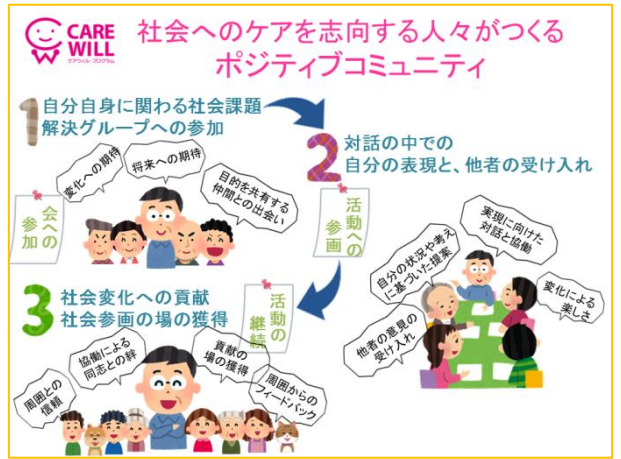 CARE
WILL
ケアウィル・プログラム
社会へのケアを志向する人々がつくる
ポジティブコミュニティ
1
自分自身に関わる社会課題
解決グループへの参加
変化への期待
将来への期待
目的を共有する
仲間との出会い
会への
参加
2
対話の中での
自分の表現と、他者の受け入れ
活動への
参画
実現に向けた
対話と協働
自分の状況や考え
に基づいた提案
変化による
楽しさ
他者の意見の
受け入れ
3
社会変化への貢献
社会参画の場の獲得
活動の
継続
周囲との
信頼
協働による
同志との絆
貢献の
場の獲得
周囲からの
フィードバック